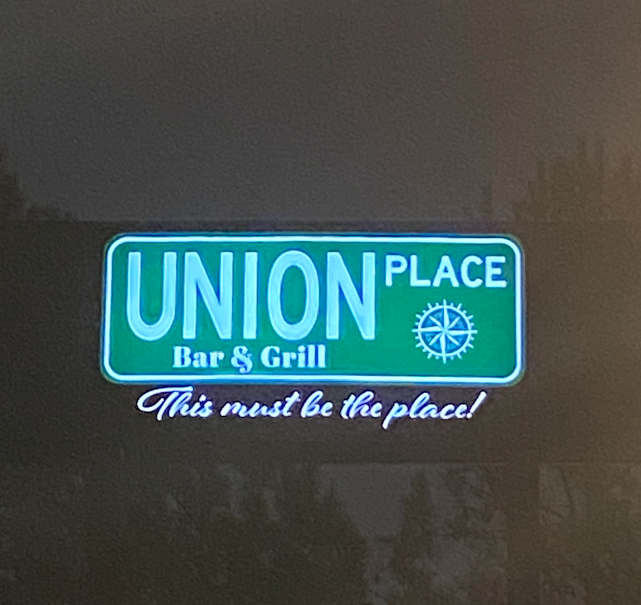 UNION PLACE
Bar & Grill
This must be the place!